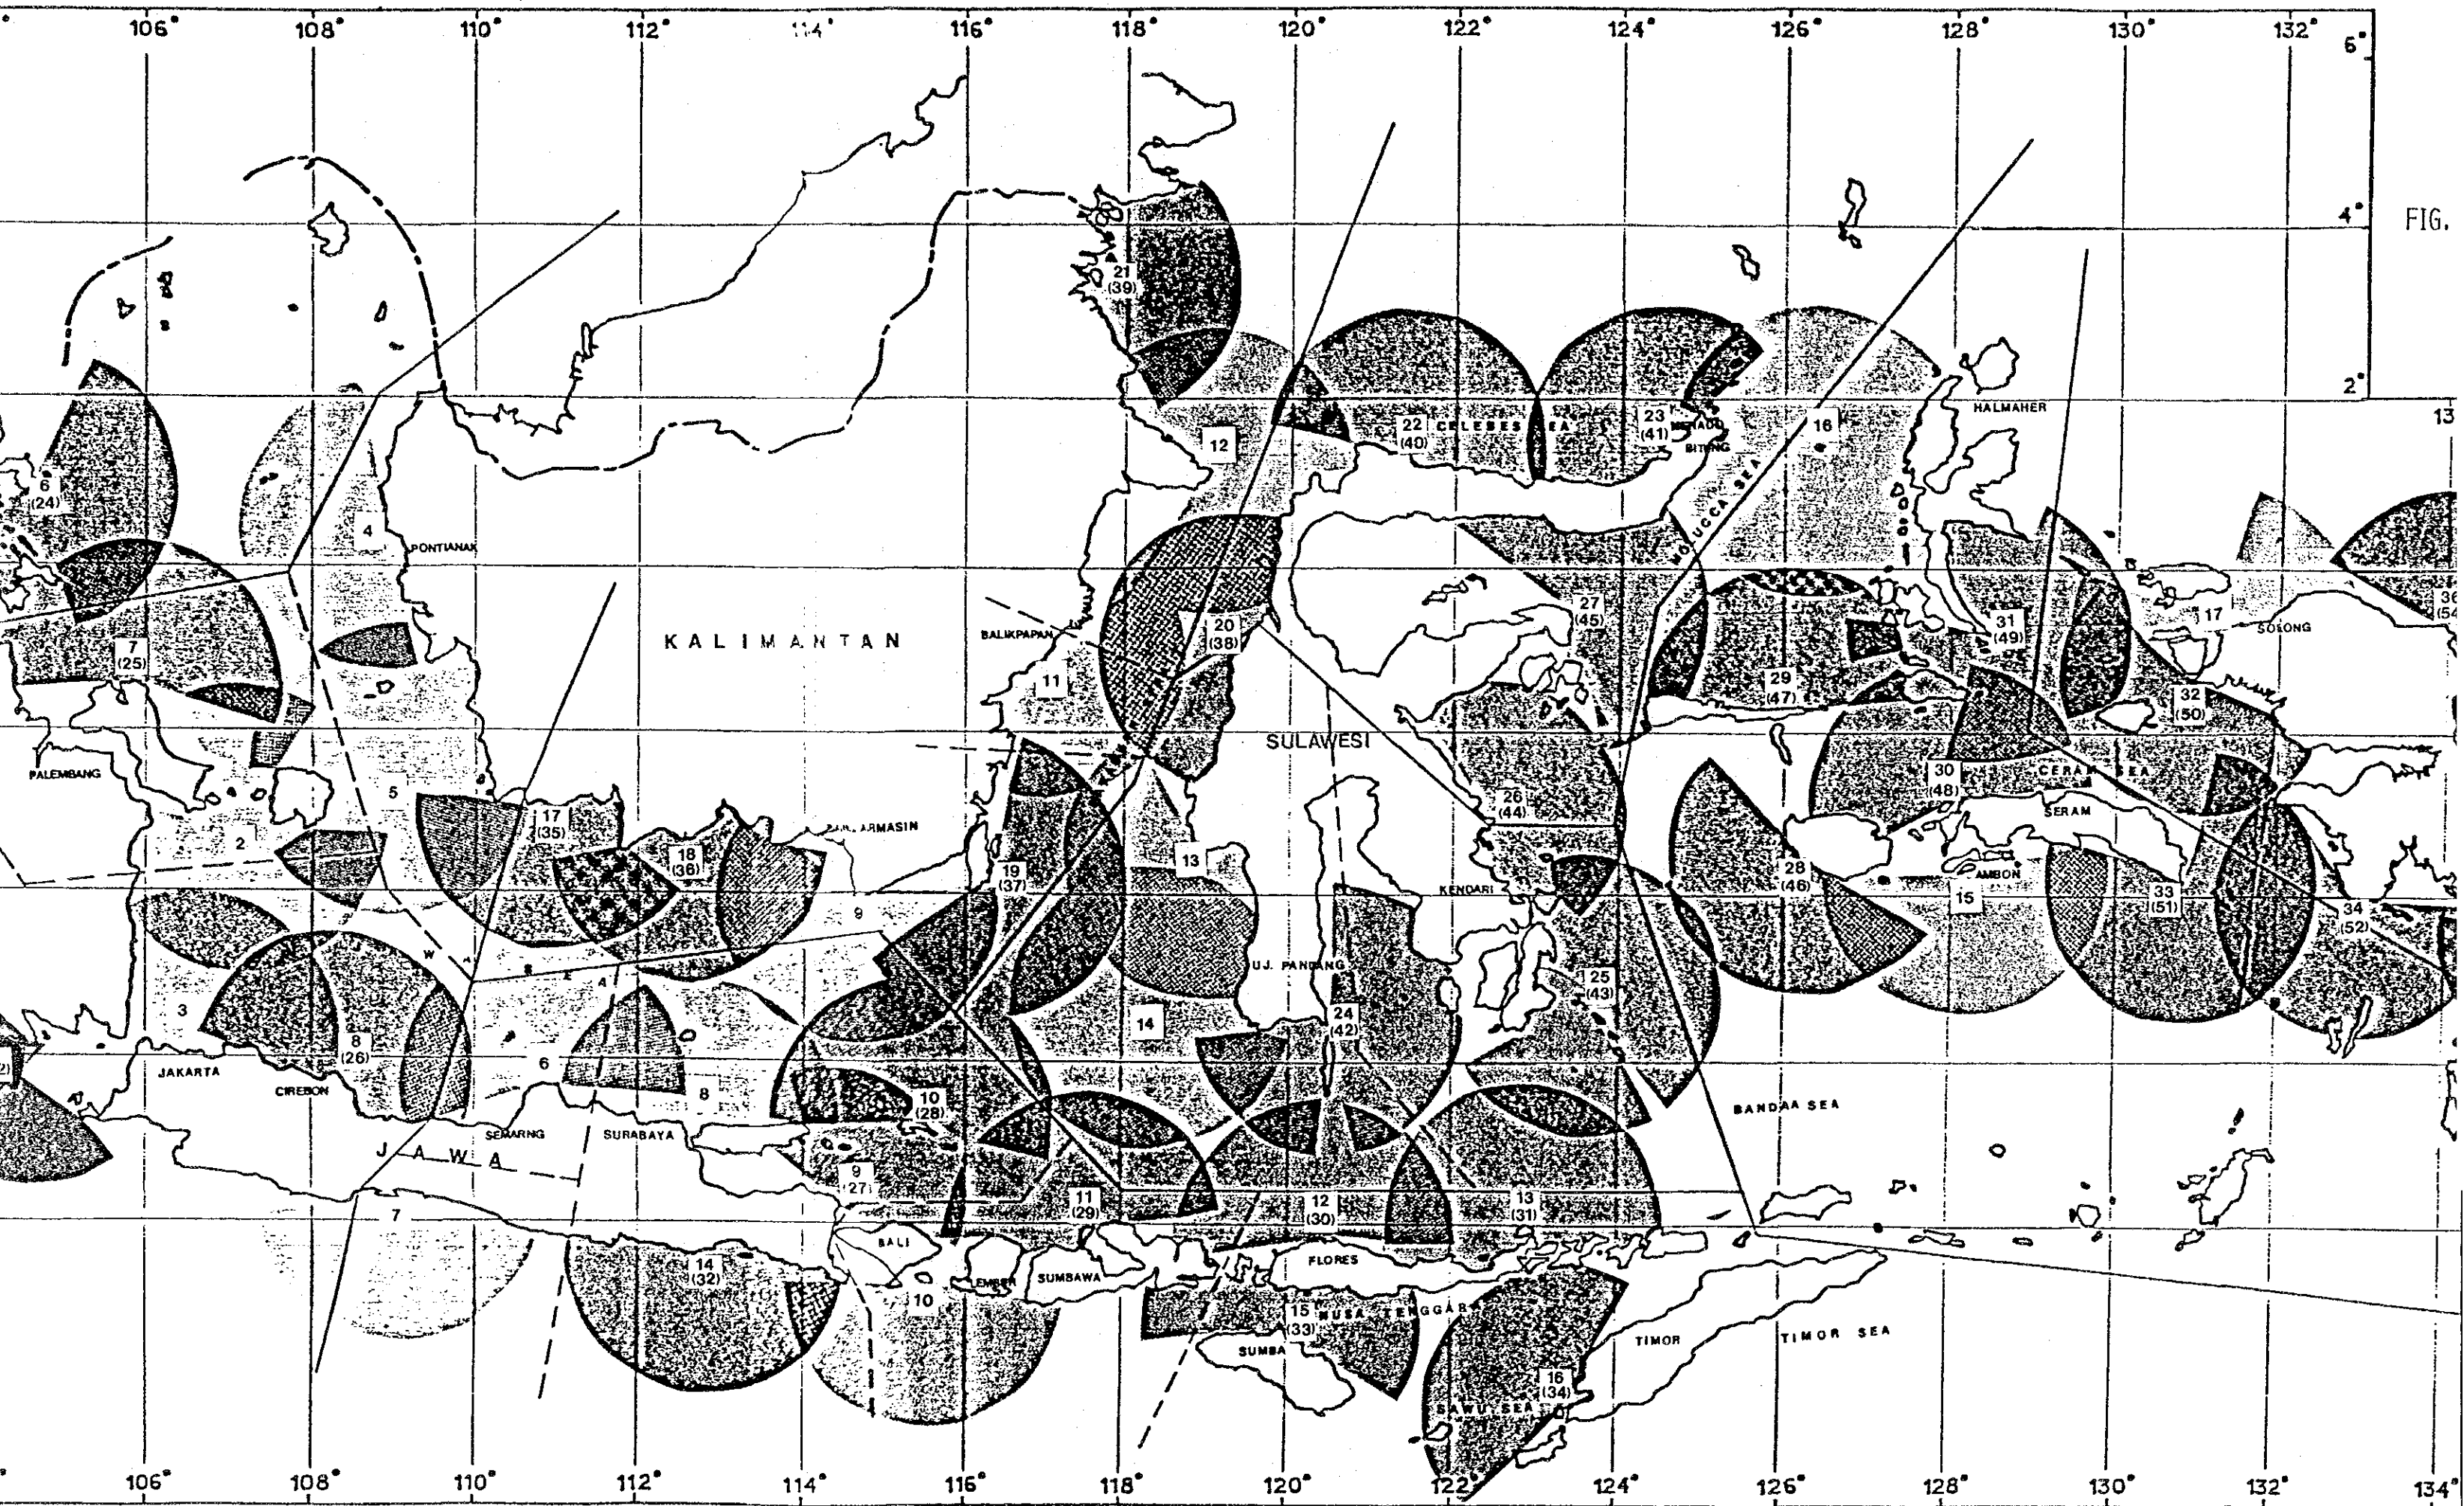 106° 108° 110° 112° 114° 116° 118° 120° 122° 124° 126° 128° 130° 132° 6°
4° FIG.
21
(39)
2°
HALMAHER
13
22
(40)
CELEBES SEA
23
(41)
MENADO
BITUNG
16
12
6
(24)
4
PONTIANAK
MOLUCCA SEA
7
(25)
KALIMANTAN
BALIKPAPAN
20
(38)
27
(45)
31
(49)
17
SOLONG
36
(54
11
29
(47)
32
(50)
SULAWESI
PALEMBANG
5
30
(48)
CERAM SEA
26
(44)
SERAM
17
(35)
BANJARMASIN
2
18
(36)
13
19
(37)
28
(46)
AMBON
15
KENDARI
33
(51)
9
34
(52)
UJ. PANDANG
25
(43)
3
14
24
(42)
8
(26)
JAKARTA
6
CIREBON
8
10
(28)
BANDAA SEA
SEMARNG
SURABAYA
JAWA
9
(27)
11
(29)
12
(30)
13
(31)
7
BALI
FLORES
14
(32)
LEMBER
SUMBAWA
10
15
(33)
NUSA TENGGARA
TIMOR
TIMOR SEA
SUMBA
16
(34)
SAWU SEA
106° 108° 110° 112° 114° 116° 118° 120° 122° 124° 126° 128° 130° 132° 134°